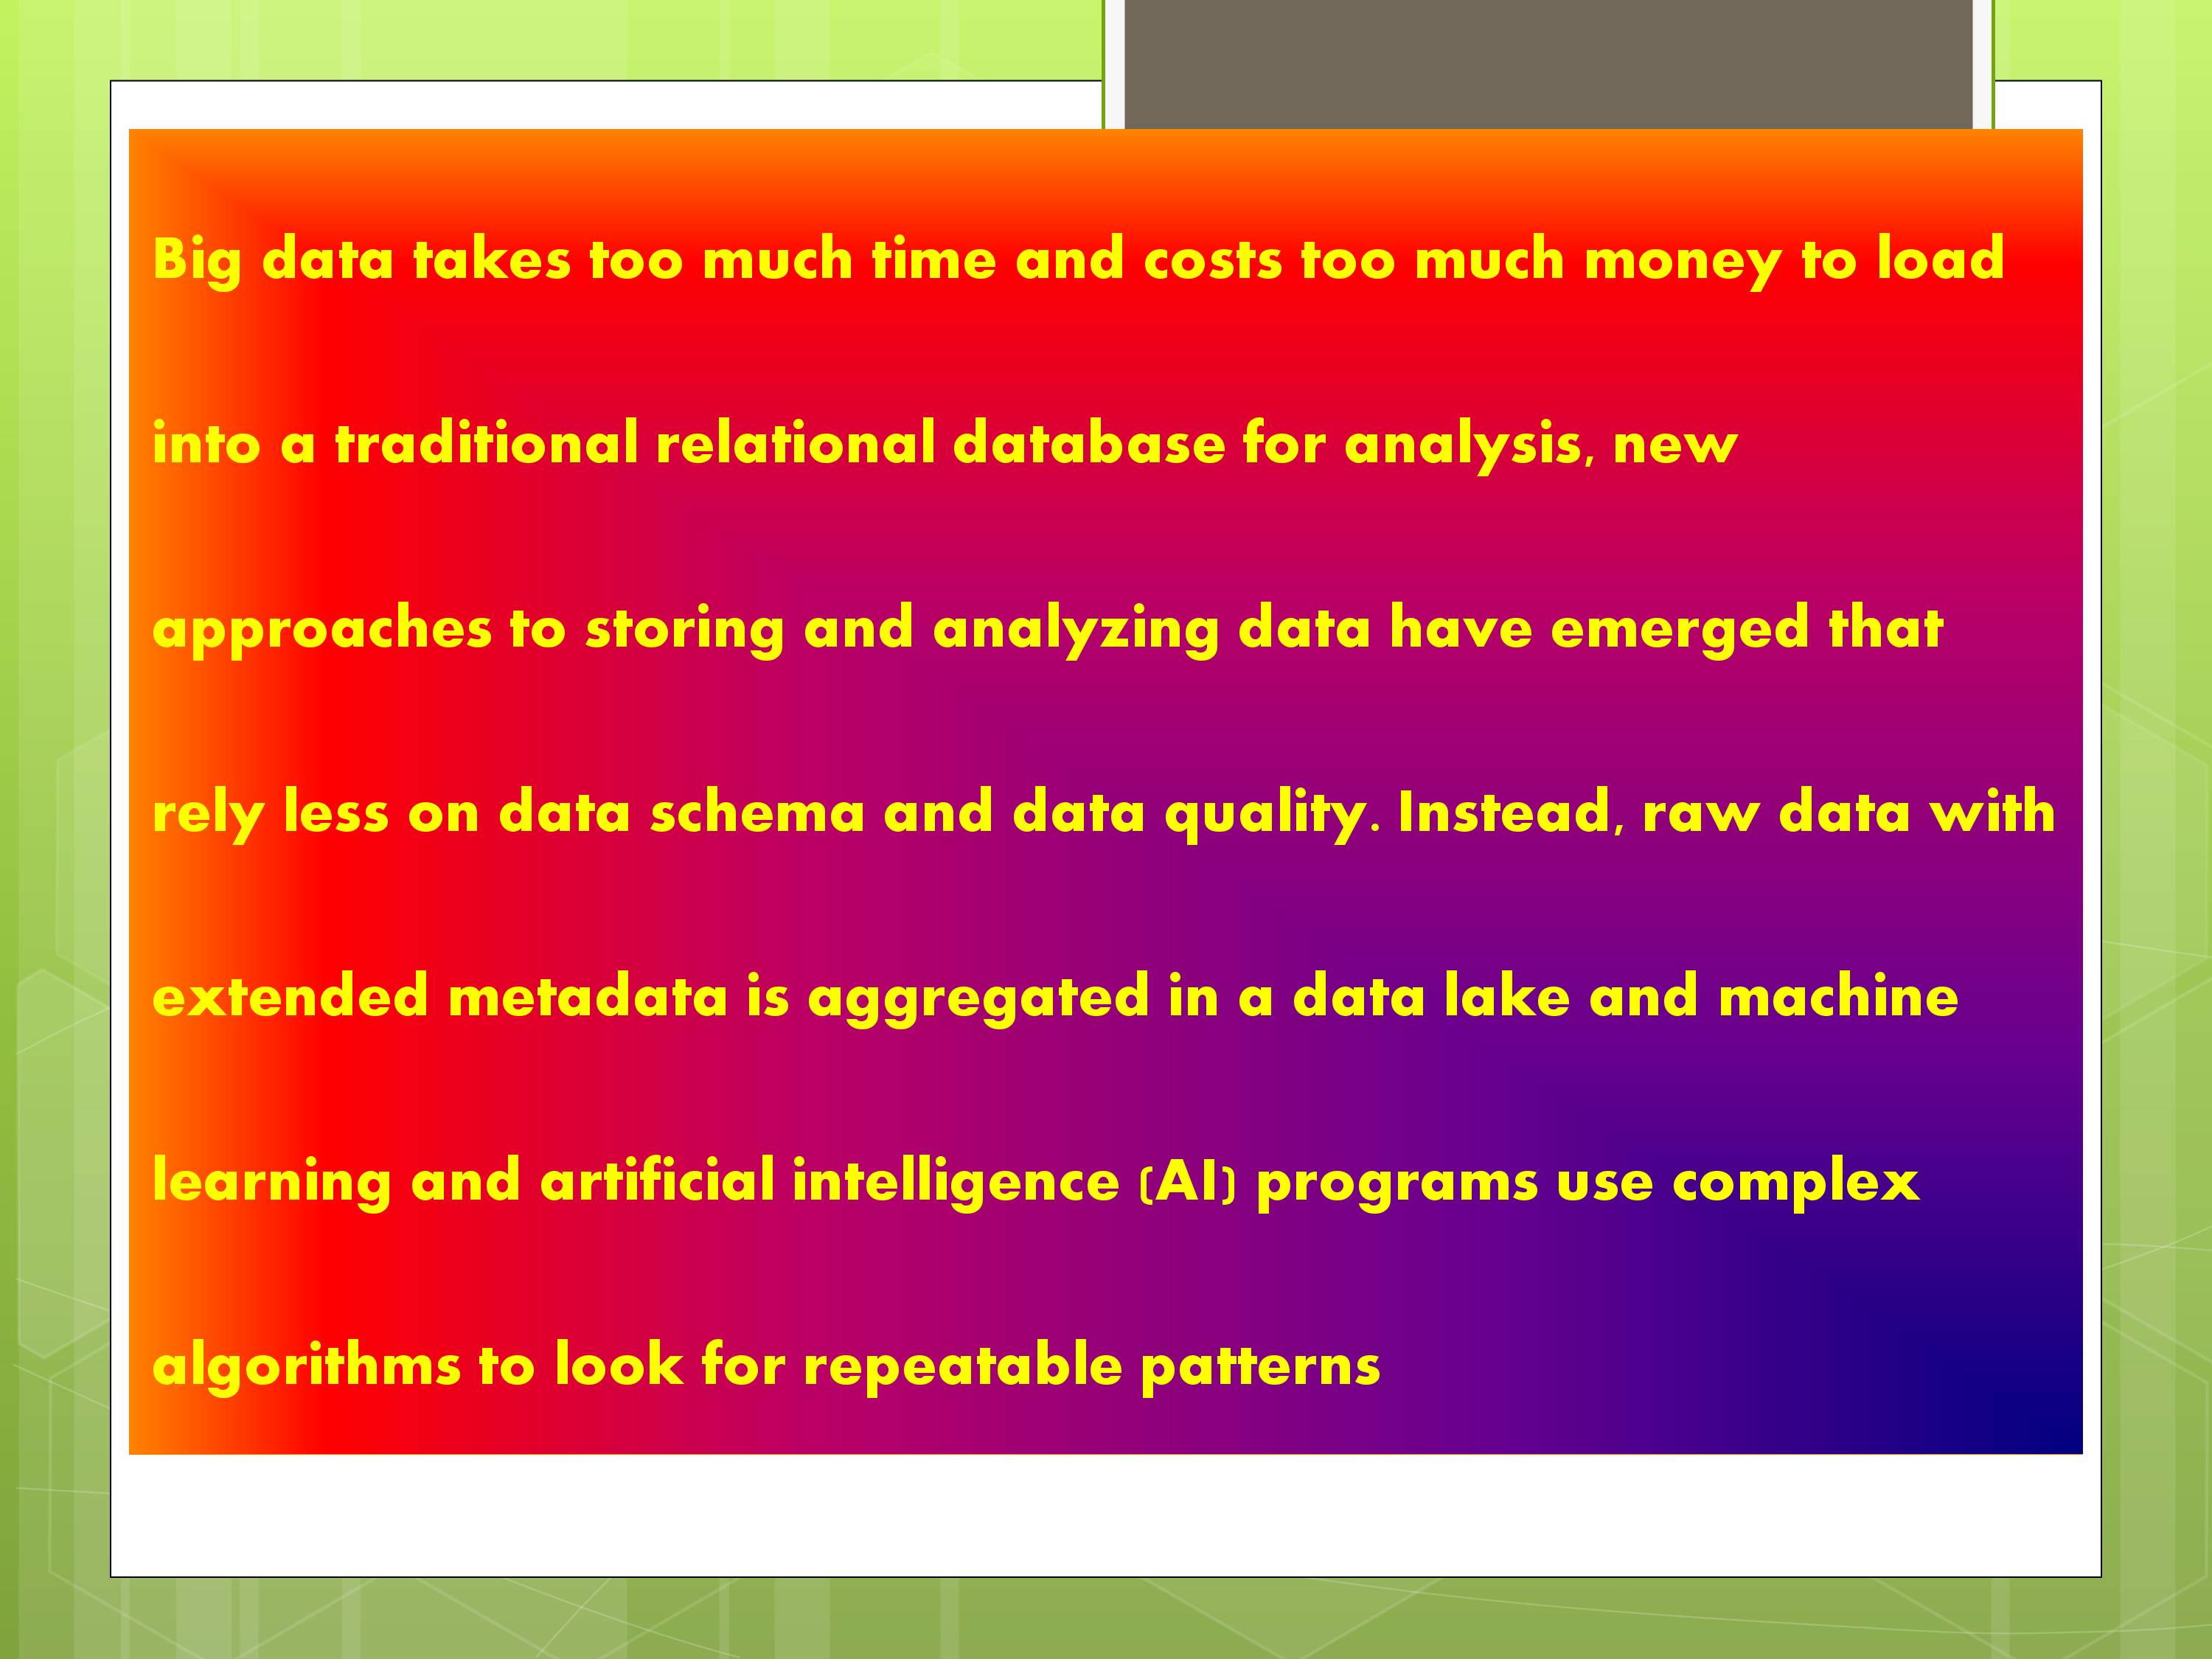 Big data takes too much time and costs too much money to load
into a traditional relational database for analysis, new
approaches to storing and analyzing data have emerged that
rely less on data schema and data quality. Instead, raw data with
extended metadata is aggregated in a data lake and machine
learning and artificial intelligence (AI) programs use complex
algorithms to look for repeatable patterns